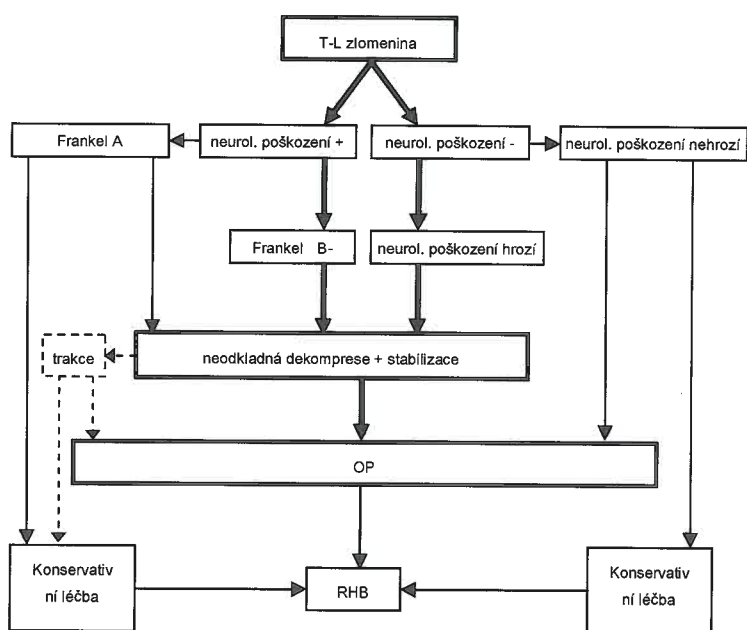 T-L zlomenina
Frankel A
neurol. poškození +
neurol. poškození -
neurol. poškození nehrozí
Frankel B-
neurol. poškození hrozí
trakce
neodkladná dekomprese + stabilizace
OP
Konservativ
ní léčba
RHB
Konservativ
ní léčba